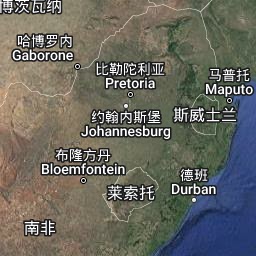 博茨瓦纳
哈博罗内
Gaborone
比勒陀利亚
Pretoria
马普托
Maputo
约翰内斯堡
Johannesburg
斯威士兰
布隆方丹
Bloemfontein
莱索托
德班
Durban
南非